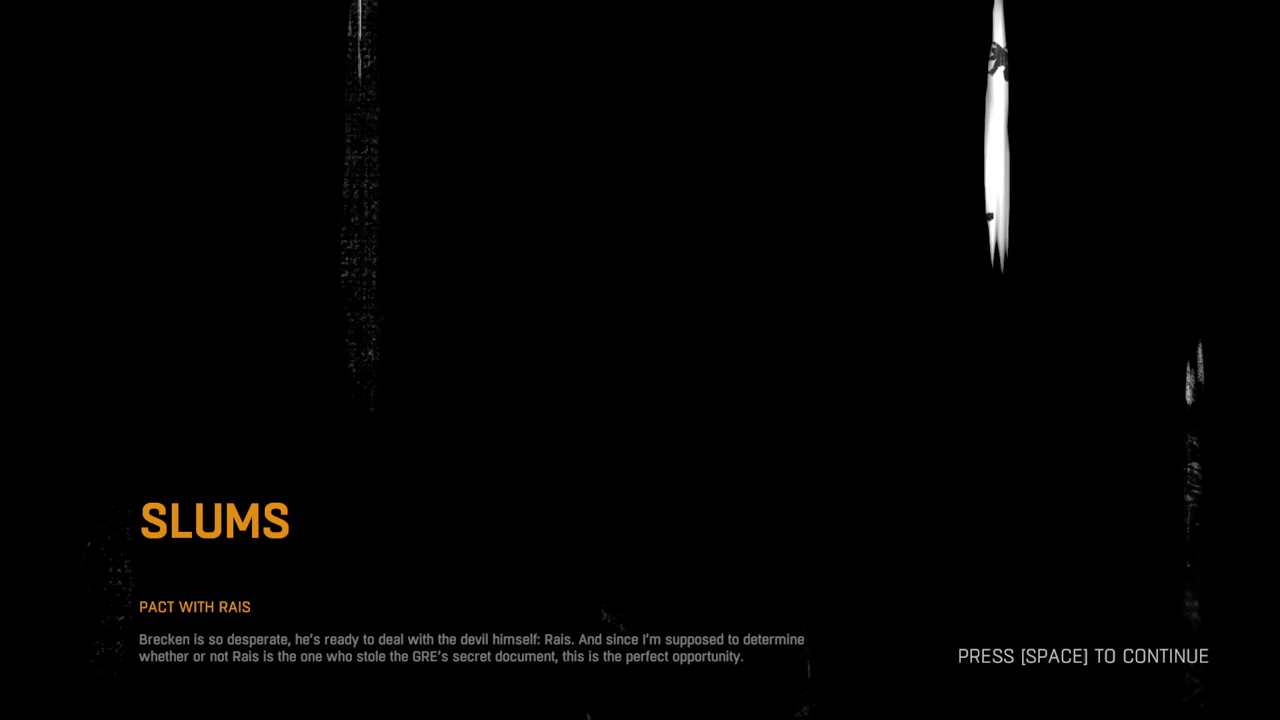 SLUMS
PACT WITH RAIS
Brecken is so desperate, he's ready to deal with the devil himself: Rais. And since I'm supposed to determine
whether or not Rais is the one who stole the GRE's secret document, this is the perfect opportunity.
PRESS [SPACE] TO CONTINUE